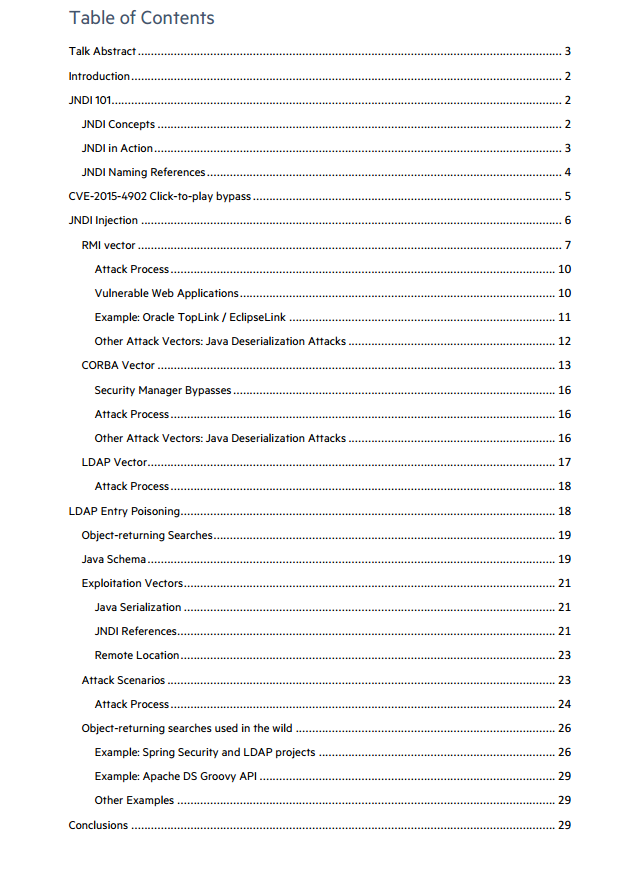 Table of Contents
Talk Abstract ........ 3
Introduction ........ 2
JNDI 101 ........ 2
JNDI Concepts ........ 2
JNDI in Action ........ 3
JNDI Naming References ........ 4
CVE-2015-4902 Click-to-play bypass ........ 5
JNDI Injection ........ 6
RMI vector ........ 7
Attack Process ........ 10
Vulnerable Web Applications ........ 10
Example: Oracle TopLink / EclipseLink ........ 11
Other Attack Vectors: Java Deserialization Attacks ........ 12
CORBA Vector ........ 13
Security Manager Bypasses ........ 16
Attack Process ........ 16
Other Attack Vectors: Java Deserialization Attacks ........ 16
LDAP Vector ........ 17
Attack Process ........ 18
LDAP Entry Poisoning ........ 18
Object-returning Searches ........ 19
Java Schema ........ 19
Exploitation Vectors ........ 21
Java Serialization ........ 21
JNDI References ........ 21
Remote Location ........ 23
Attack Scenarios ........ 23
Attack Process ........ 24
Object-returning searches used in the wild ........ 26
Example: Spring Security and LDAP projects ........ 26
Example: Apache DS Groovy API ........ 29
Other Examples ........ 29
Conclusions ........ 29